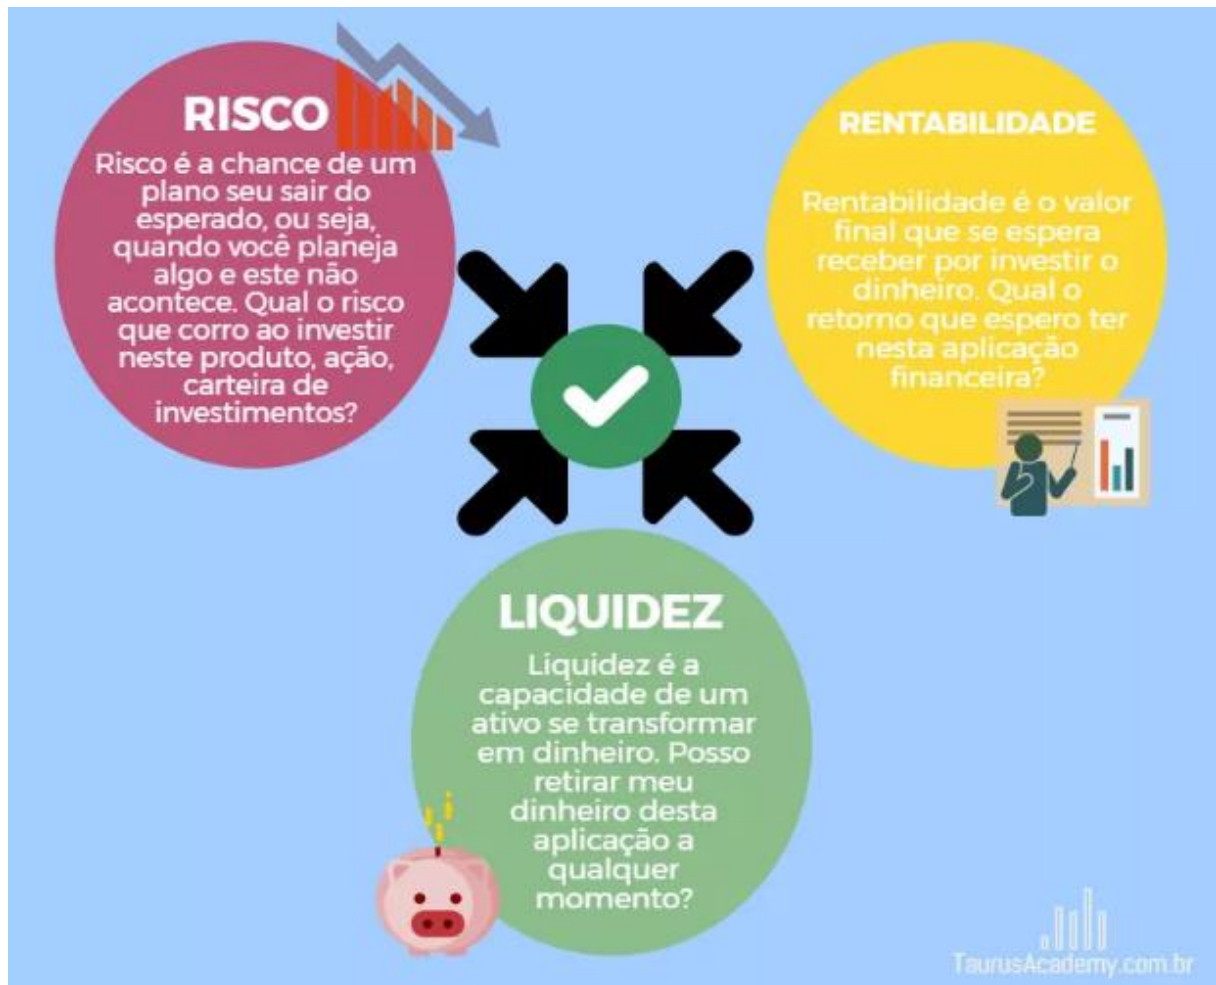 RISCO
Risco é a chance de um
plano seu sair do
esperado, ou seja,
quando você planeja
algo e este não
acontece. Qual o risco
que corro ao investir
neste produto, ação,
carteira de
investimentos?
RENTABILIDADE
Rentabilidade é o valor
final que se espera
receber por investir o
dinheiro. Qual o
retorno que espero ter
nesta aplicação
financeira?
LIQUIDEZ
Liquidez é a
capacidade de um
ativo se transformar
em dinheiro. Posso
retirar meu
dinheiro desta
aplicação a
qualquer
momento?
TaurusAcademy.com.br